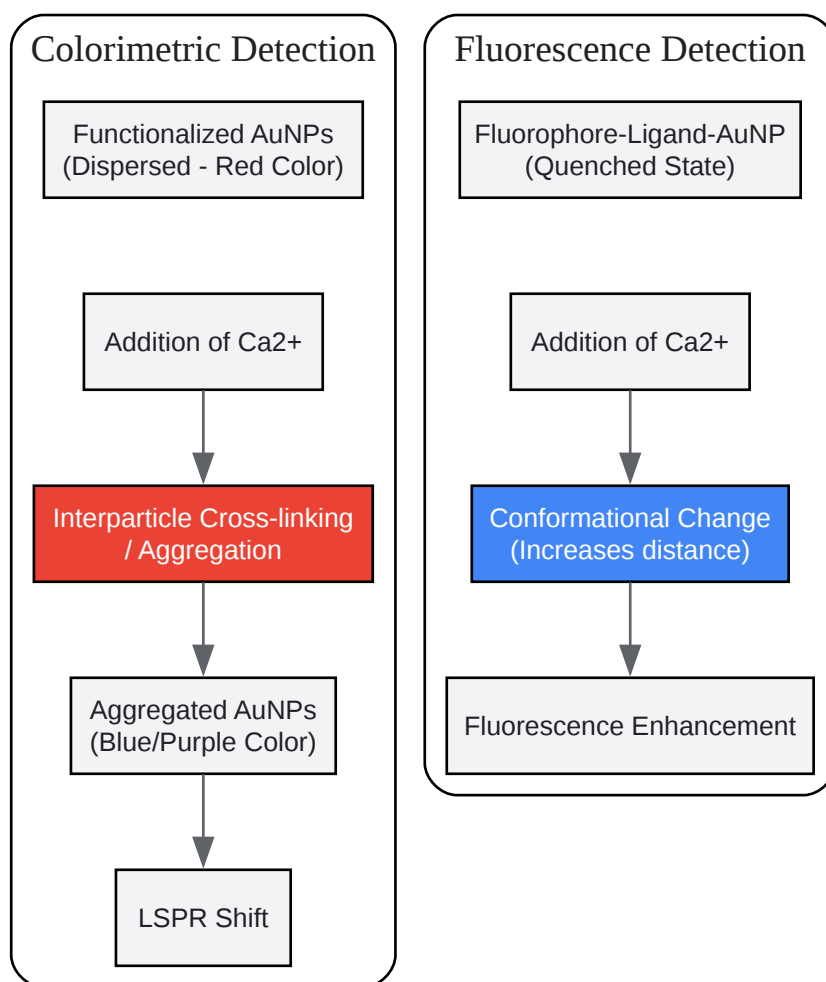 Colorimetric Detection
Functionalized AuNPs
(Dispersed - Red Color)
Addition of Ca2+
Interparticle Cross-linking
/ Aggregation
Aggregated AuNPs
(Blue/Purple Color)
LSPR Shift
Fluorescence Detection
Fluorophore-Ligand-AuNP
(Quenched State)
Addition of Ca2+
Conformational Change
(Increases distance)
Fluorescence Enhancement